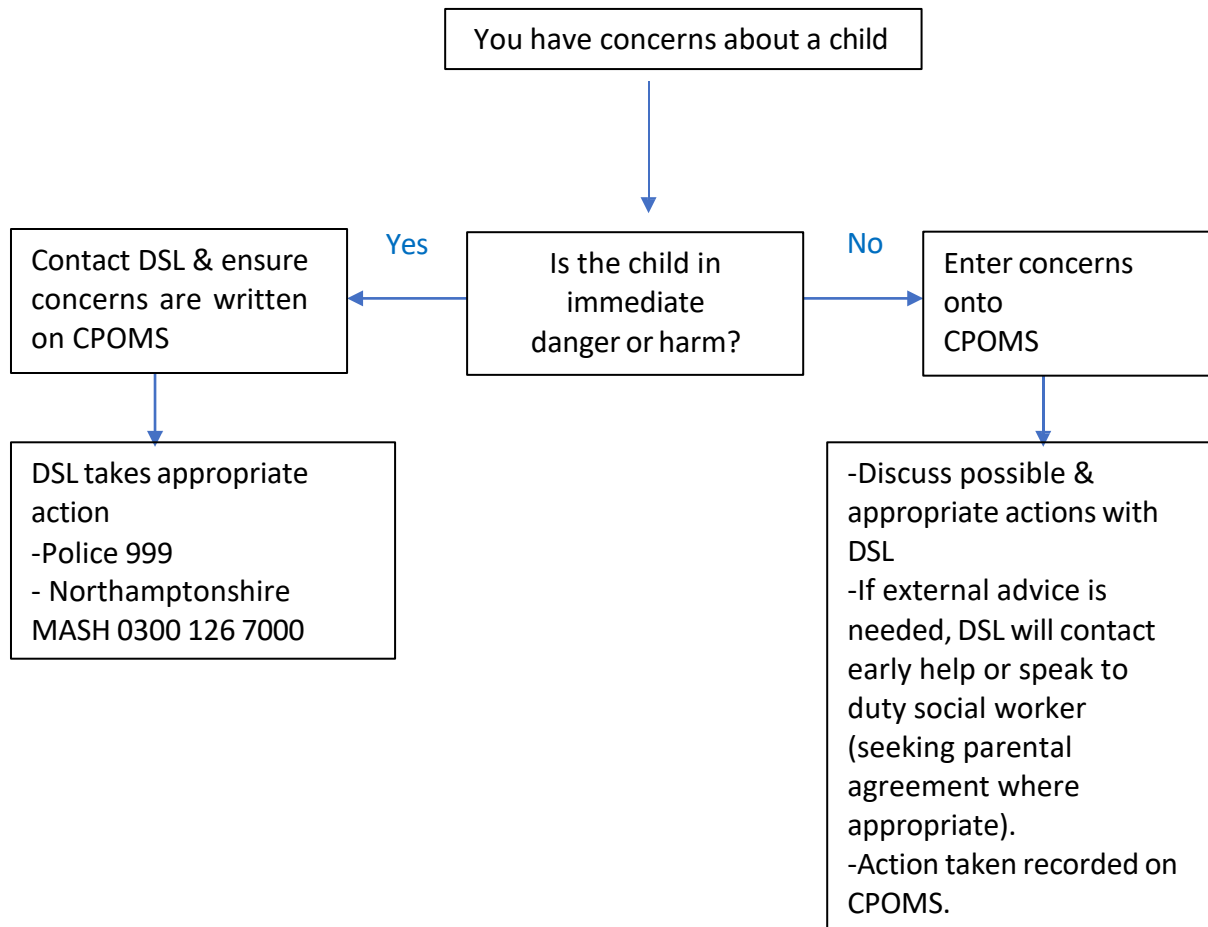 You have concerns about a child
Yes
No
Contact DSL & ensure
concerns are written
on CPOMS
Is the child in
immediate
danger or harm?
Enter concerns
onto
CPOMS
DSL takes appropriate
action
-Police 999
- Northamptonshire
MASH 0300 126 7000
-Discuss possible &
appropriate actions with
DSL
-If external advice is
needed, DSL will contact
early help or speak to
duty social worker
(seeking parental
agreement where
appropriate).
-Action taken recorded on
CPOMS.